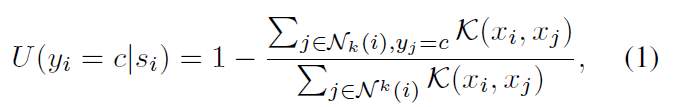 U(y_i = c|s_i) = 1 - \frac{\sum_{j \in \mathcal{N}_k(i), y_j = c} \mathcal{K}(x_i, x_j)}{\sum_{j \in \mathcal{N}^k(i)} \mathcal{K}(x_i, x_j)}, (1)